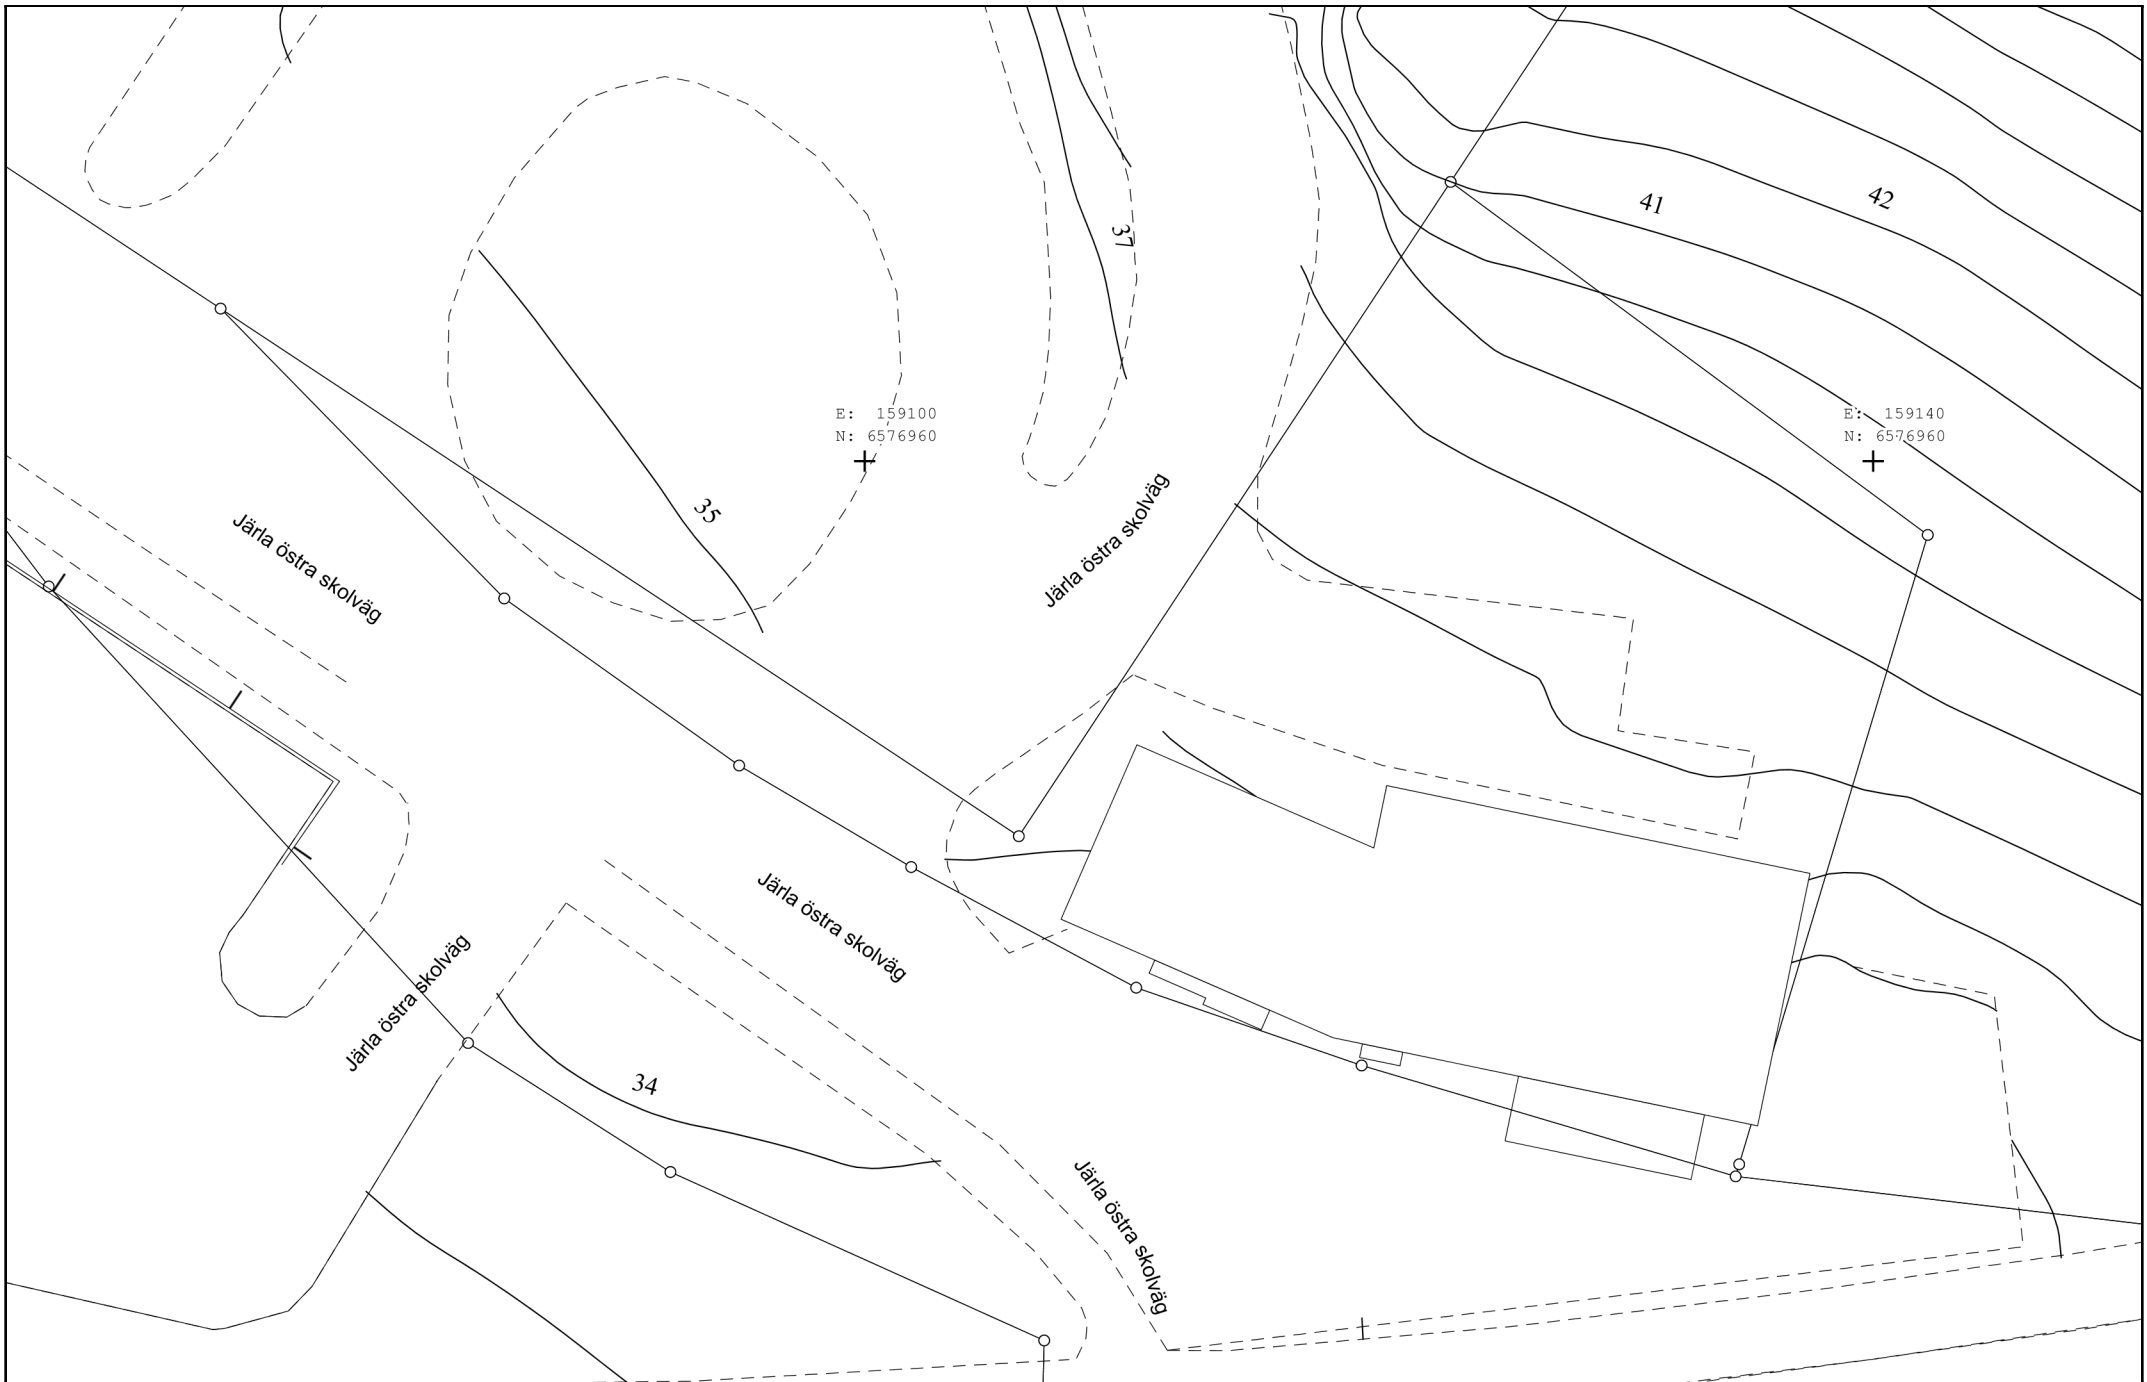 41
42
37
E: 159100
N: 6576960
E: 159140
N: 6576960
35
Järla östra skolväg
Järla östra skolväg
Järla östra skolväg
Järla östra skolväg
34
Järla östra skolväg